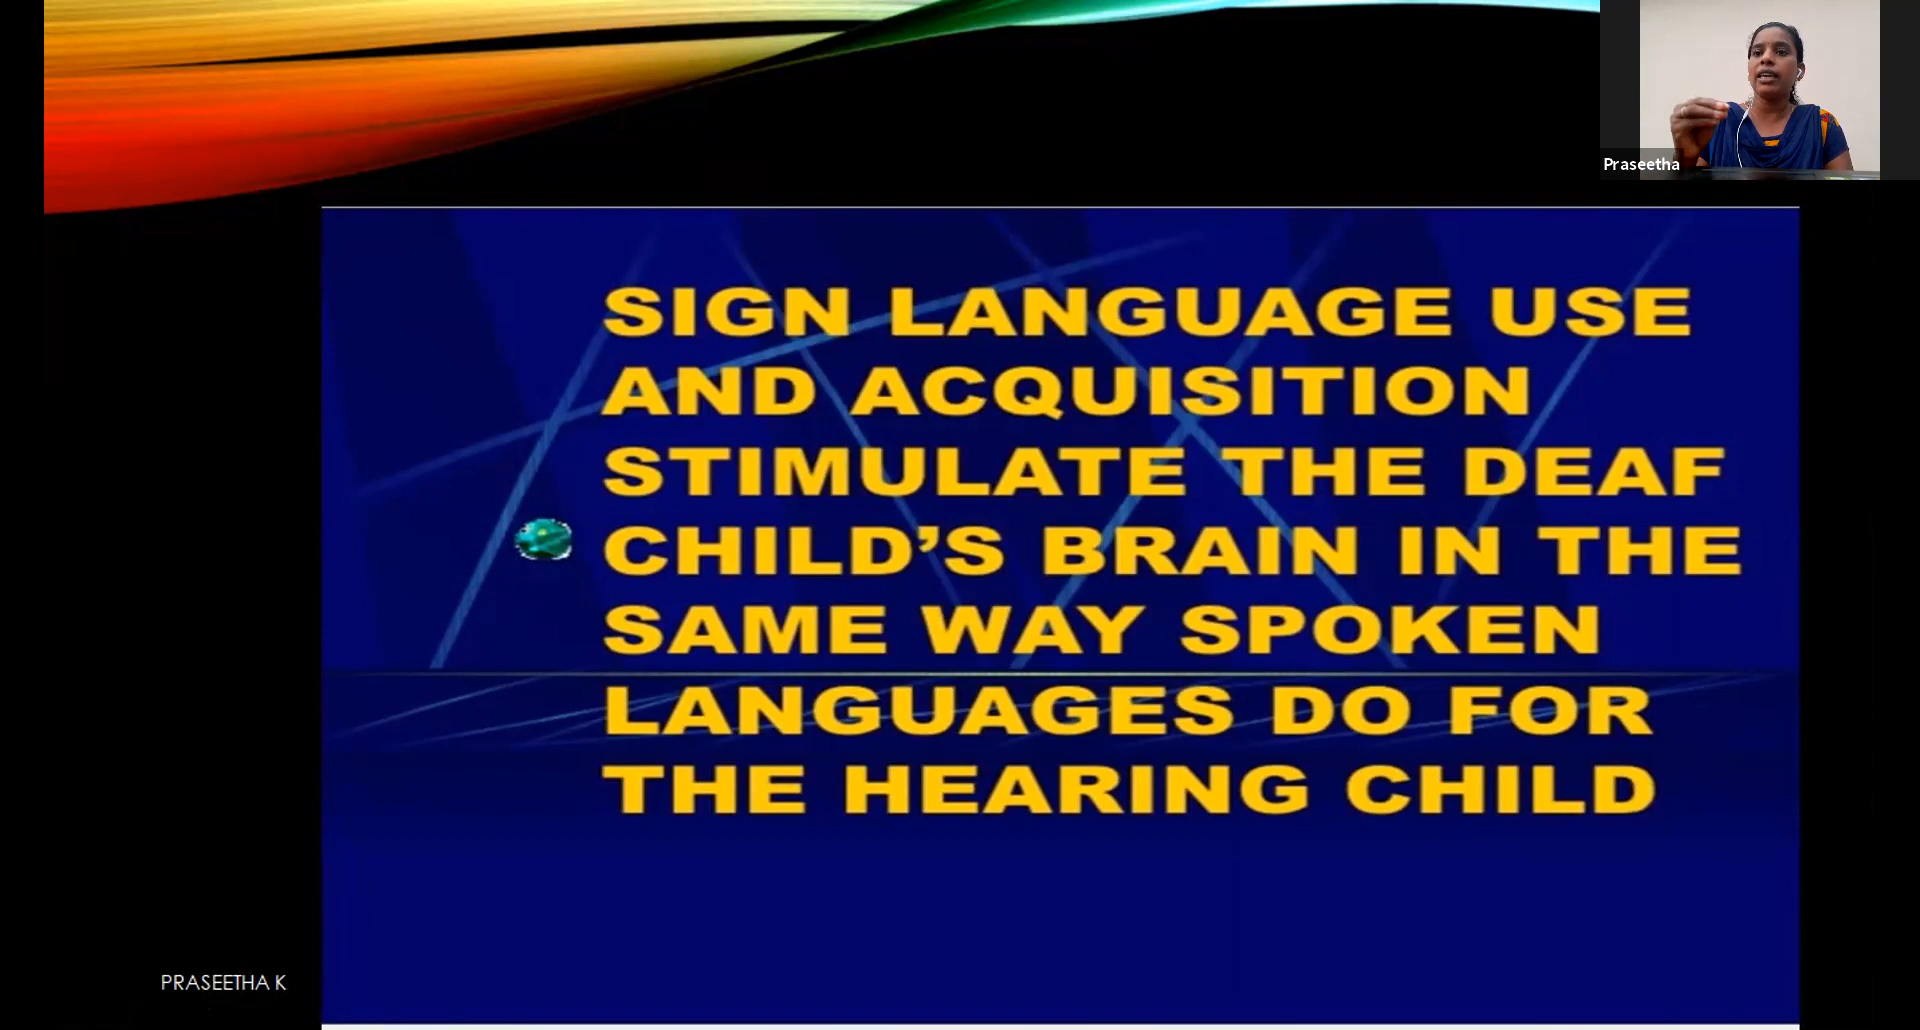 Praseetha
SIGN LANGUAGE USE
AND ACQUISITION
STIMULATE THE DEAF
CHILD’S BRAIN IN THE
SAME WAY SPOKEN
LANGUAGES DO FOR
THE HEARING CHILD
PRASEETHA K